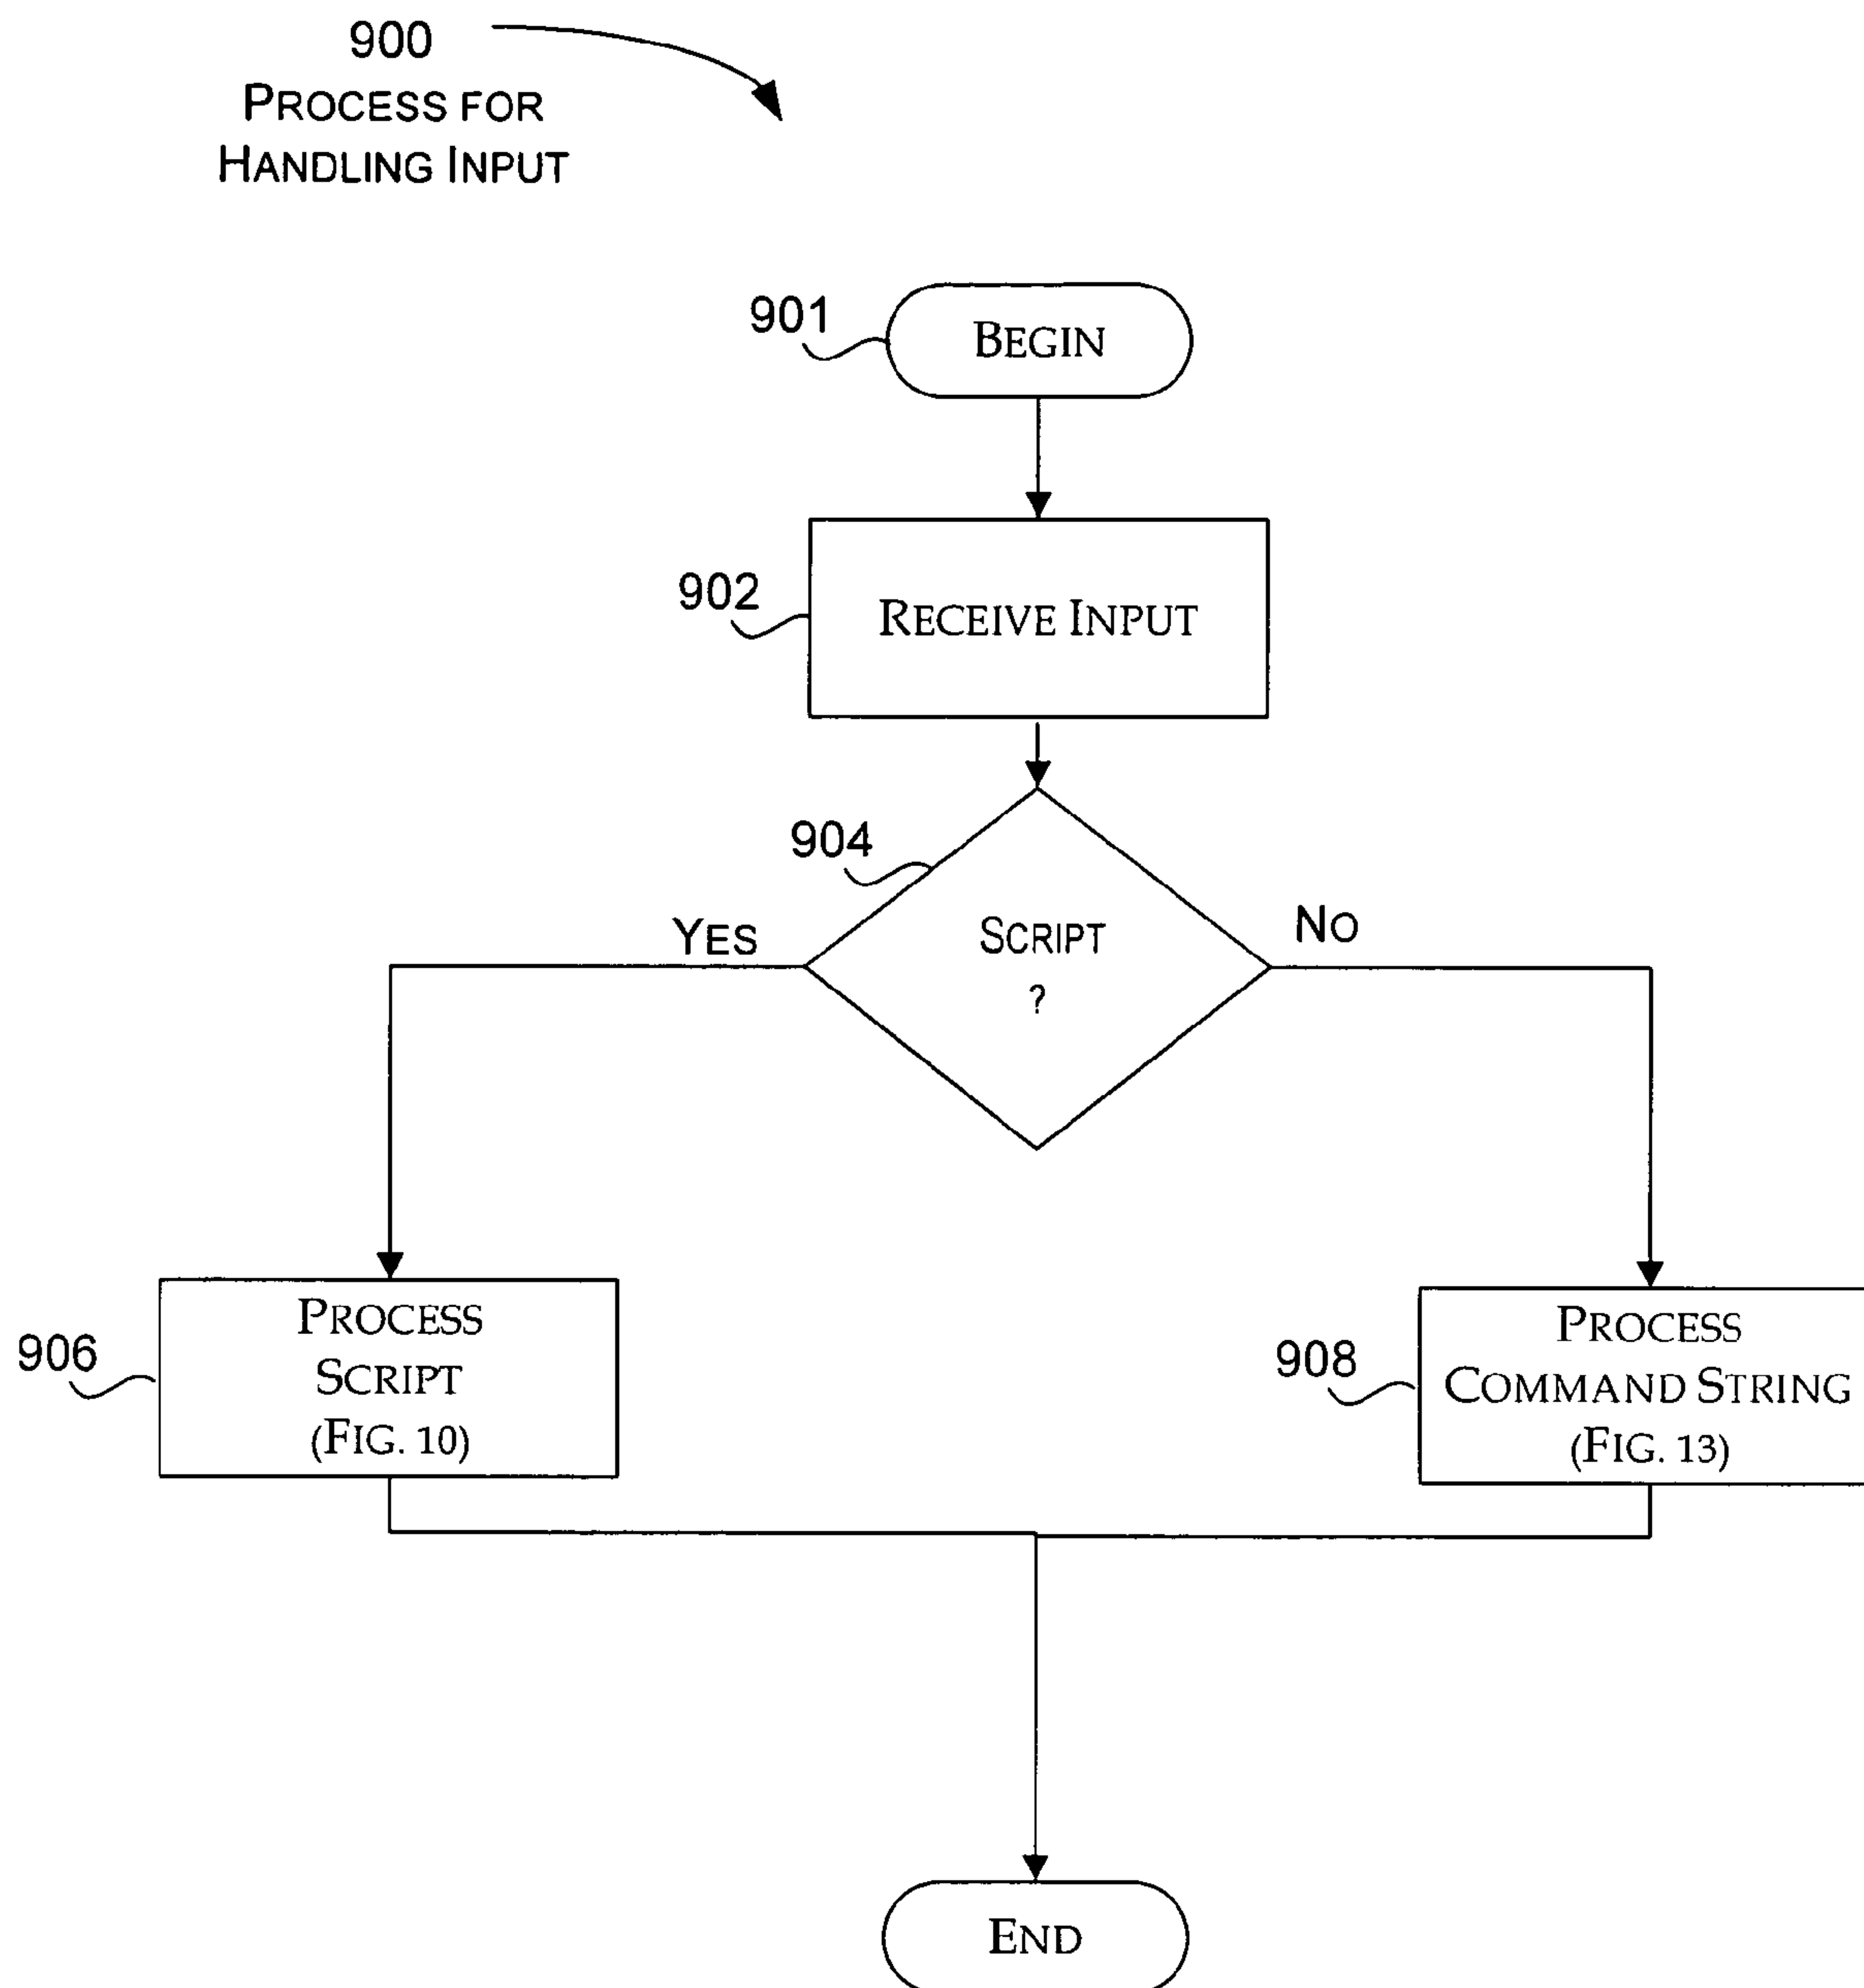 900
PROCESS FOR
HANDLING INPUT
901
BEGIN
902
RECEIVE INPUT
904
SCRIPT
?
YES
NO
906
PROCESS
SCRIPT
(FIG. 10)
908
PROCESS
COMMAND STRING
(FIG. 13)
END